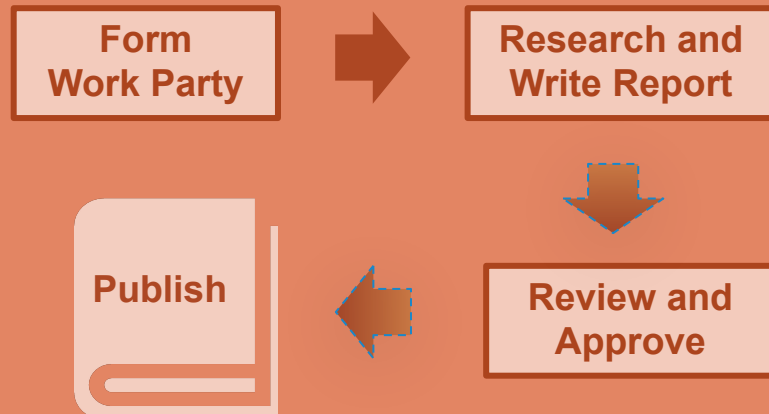 Form
Work Party
Research and
Write Report
Review and
Approve
Publish